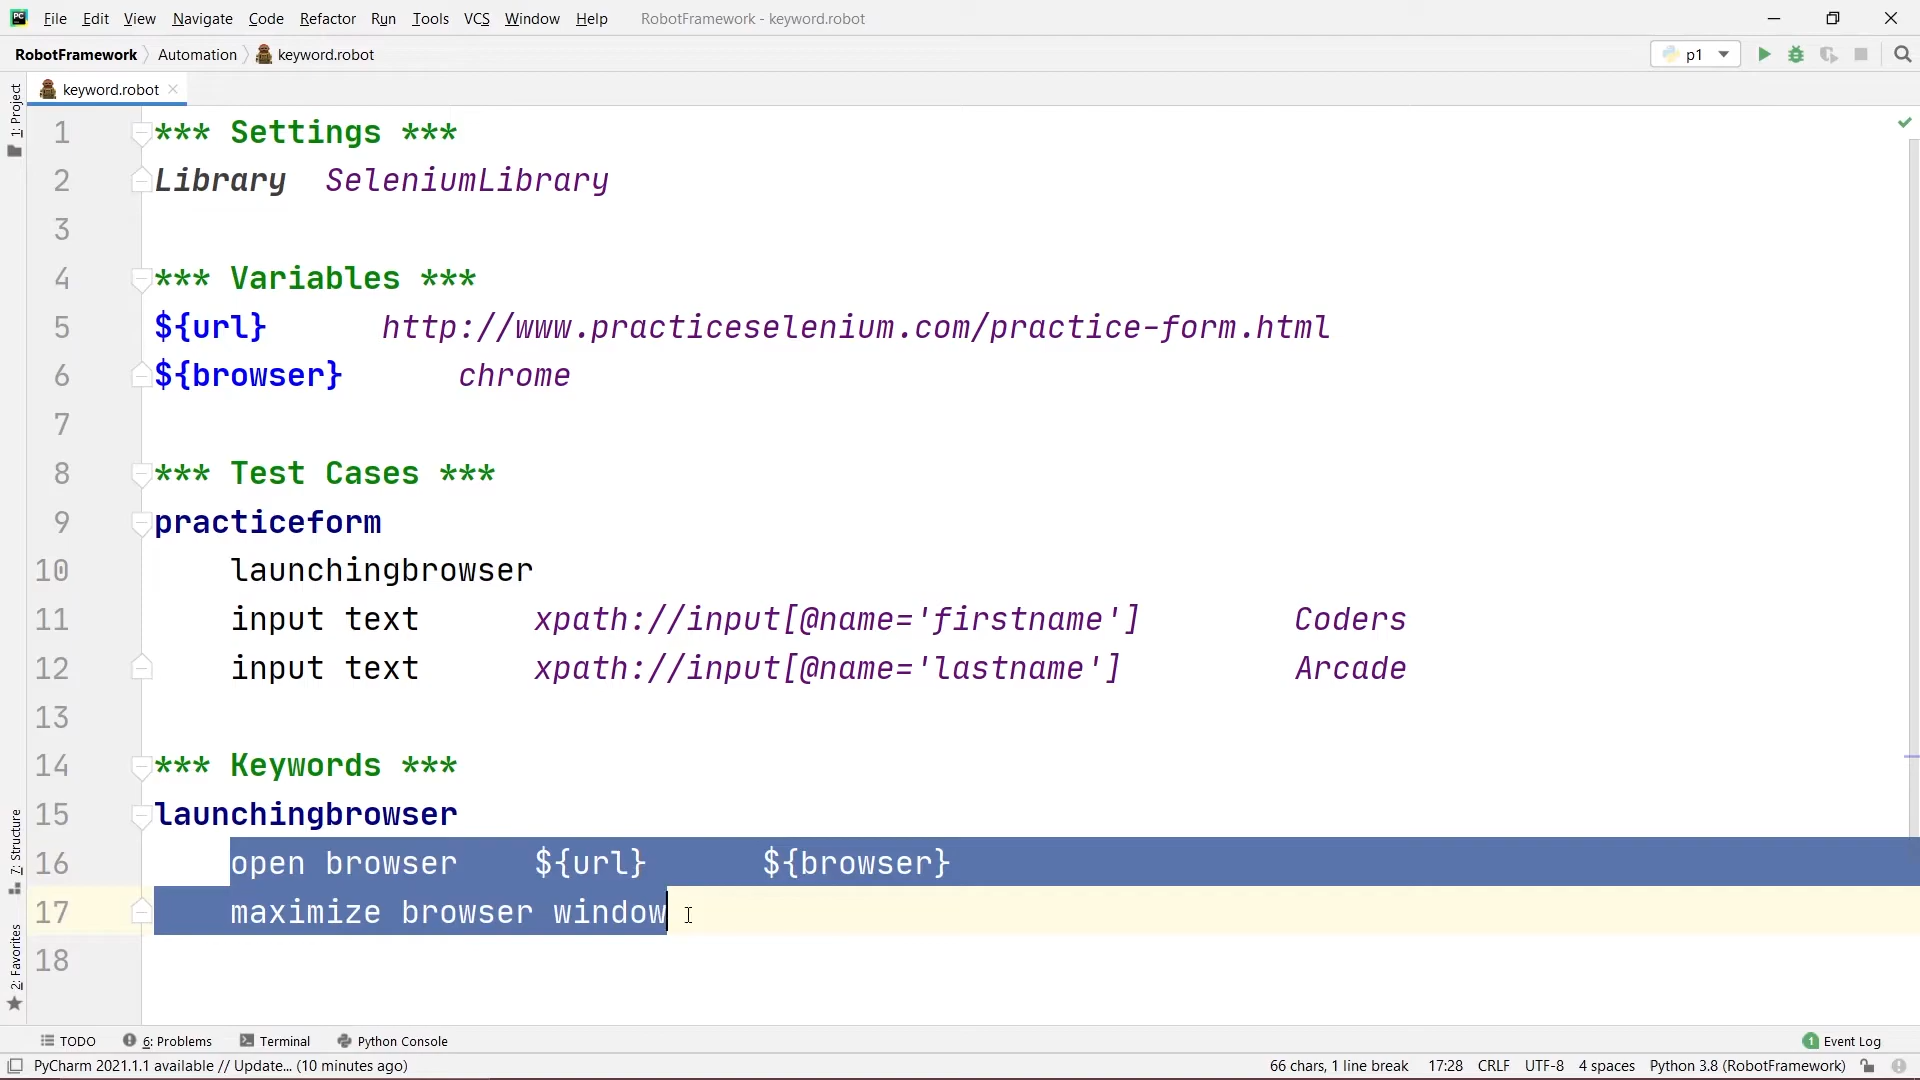 PC File Edit View Navigate Code Refactor Run Tools VCS Window Help RobotFramework - keyword.robot
RobotFramework Automation keyword.robot p1
keyword.robot
1: Project
1 *** Settings ***
2 Library SeleniumLibrary
3
4 *** Variables ***
5 ${url} http://www.practiceselenium.com/practice-form.html
6 ${browser} chrome
7
8 *** Test Cases ***
9 practiceform
10 launchingbrowser
11 input text xpath://input[@name='firstname'] Coders
12 input text xpath://input[@name='lastname'] Arcade
13
14 *** Keywords ***
15 launchingbrowser
16 open browser ${url} ${browser}
17 maximize browser window
18
7: Structure
2: Favorites
TODO 6: Problems Terminal Python Console 1 Event Log
PyCharm 2021.1.1 available // Update... (10 minutes ago) 66 chars, 1 line break 17:28 CRLF UTF-8 4 spaces Python 3.8 (RobotFramework)